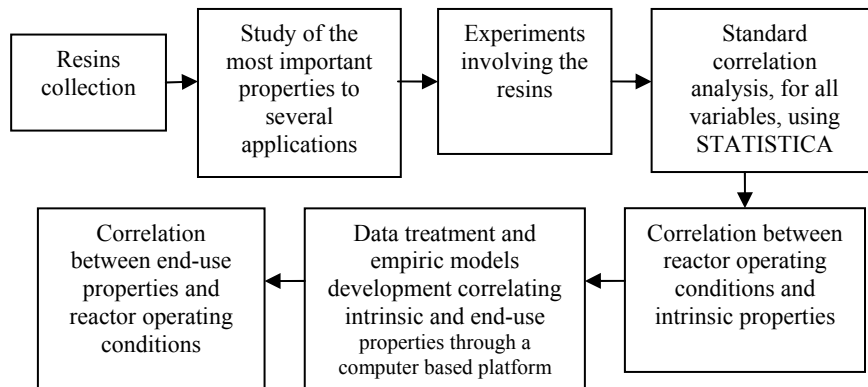 Resins
collection
Study of the
most important
properties to
several
applications
Experiments
involving the
resins
Standard
correlation
analysis, for all
variables, using
STATISTICA
Correlation between
reactor operating
conditions and
intrinsic properties
Data treatment and
empiric models
development correlating
intrinsic and end-use
properties through a
computer based platform
Correlation
between end-use
properties and
reactor operating
conditions